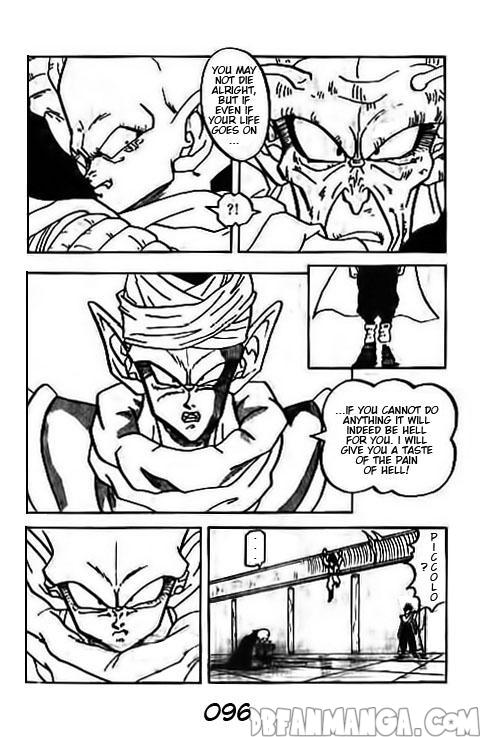 YOU MAY
NOT DIE
ALRIGHT,
BUT IF
EVEN IF
YOUR LIFE
GOES ON
...
?!
...IF YOU CANNOT DO
ANYTHING IT WILL
INDEED BE HELL
FOR YOU. I WILL
GIVE YOU A TASTE
OF THE PAIN
OF HELL!
...
PICCOLO
?
096
DBFANMANGA.COM